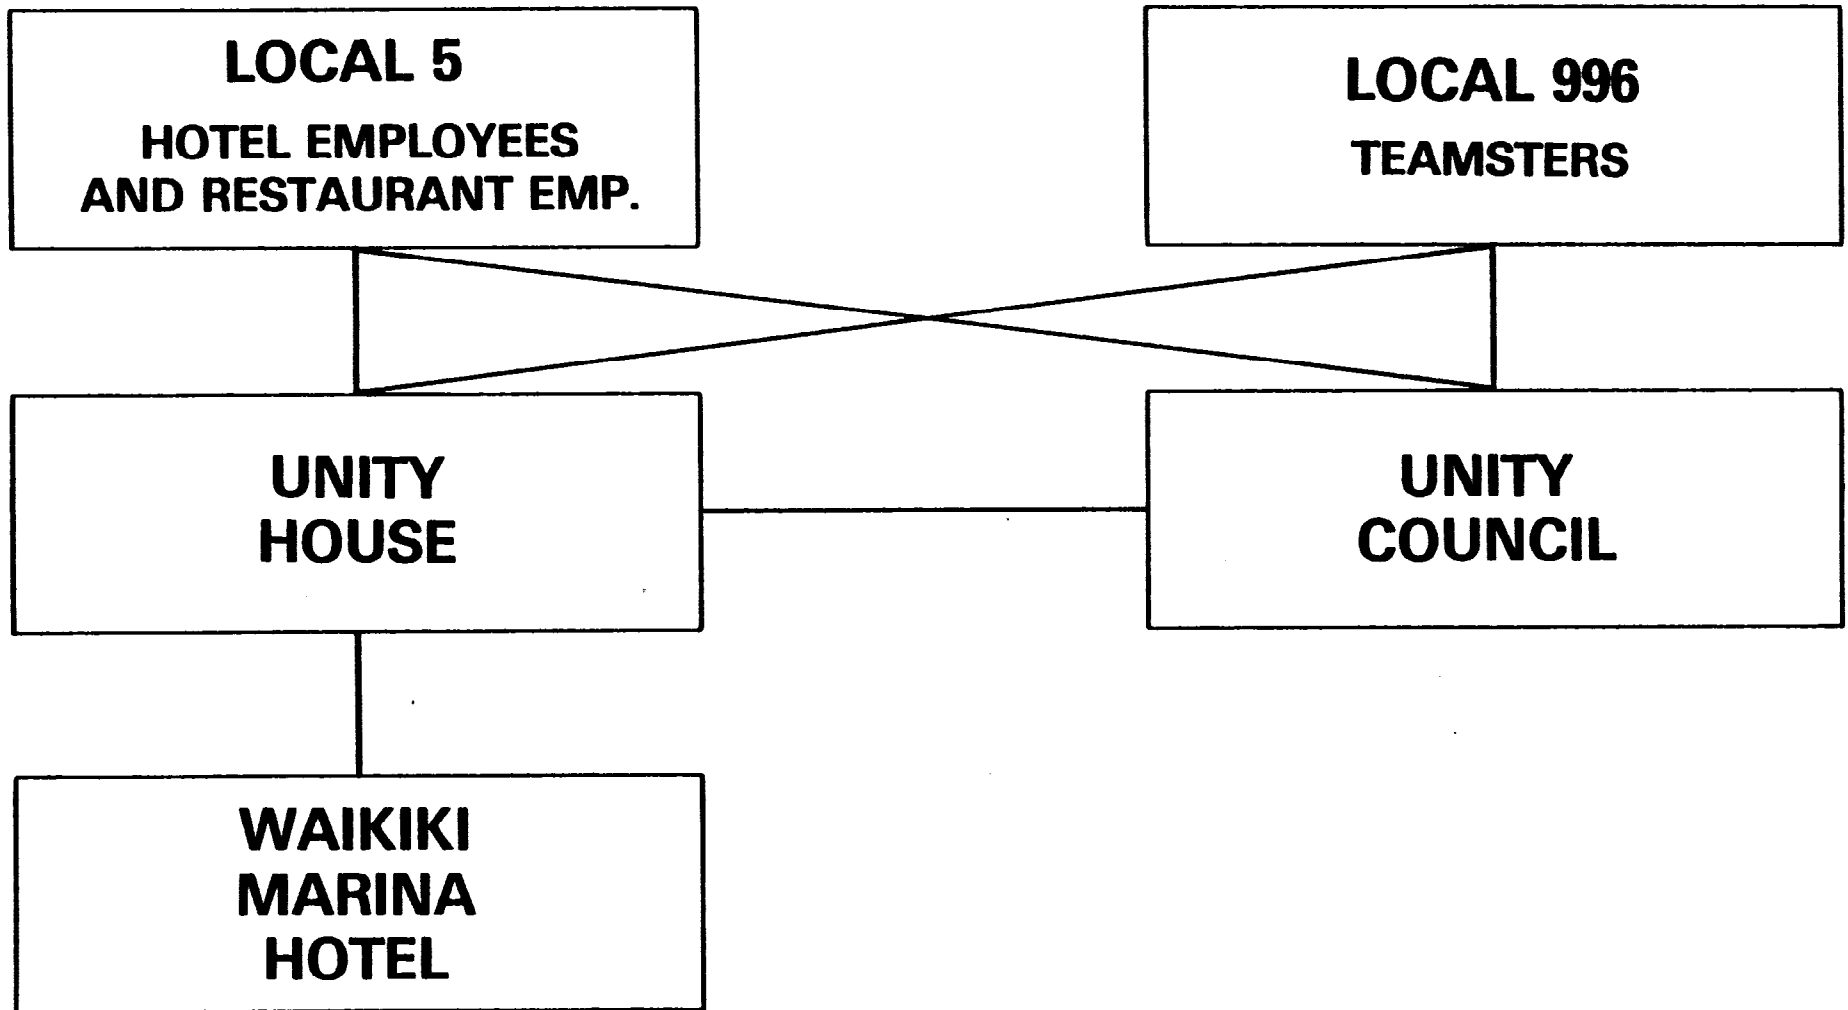 LOCAL 5
HOTEL EMPLOYEES
AND RESTAURANT EMP.
LOCAL 996
TEAMSTERS
UNITY
HOUSE
UNITY
COUNCIL
WAIKIKI
MARINA
HOTEL